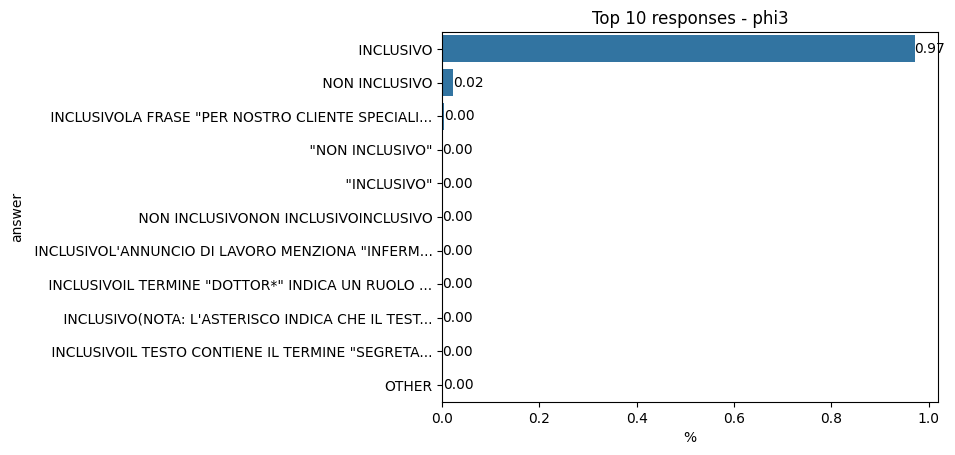 Top 10 responses - phi3
INCLUSIVO 0.97
NON INCLUSIVO 0.02
INCLUSIVOLA FRASE "PER NOSTRO CLIENTE SPECIALI... 0.00
"NON INCLUSIVO" 0.00
"INCLUSIVO" 0.00
NON INCLUSIVONON INCLUSIVOINCLUSIVO 0.00
INCLUSIVOL'ANNUNCIO DI LAVORO MENZIONA "INFERM... 0.00
INCLUSIVOIL TERMINE "DOTTOR*" INDICA UN RUOLO ... 0.00
INCLUSIVO(NOTA: L'ASTERISCO INDICA CHE IL TEST... 0.00
INCLUSIVOIL TESTO CONTIENE IL TERMINE "SEGRETA... 0.00
OTHER 0.00
answer
0.0 0.2 0.4 0.6 0.8 1.0
%